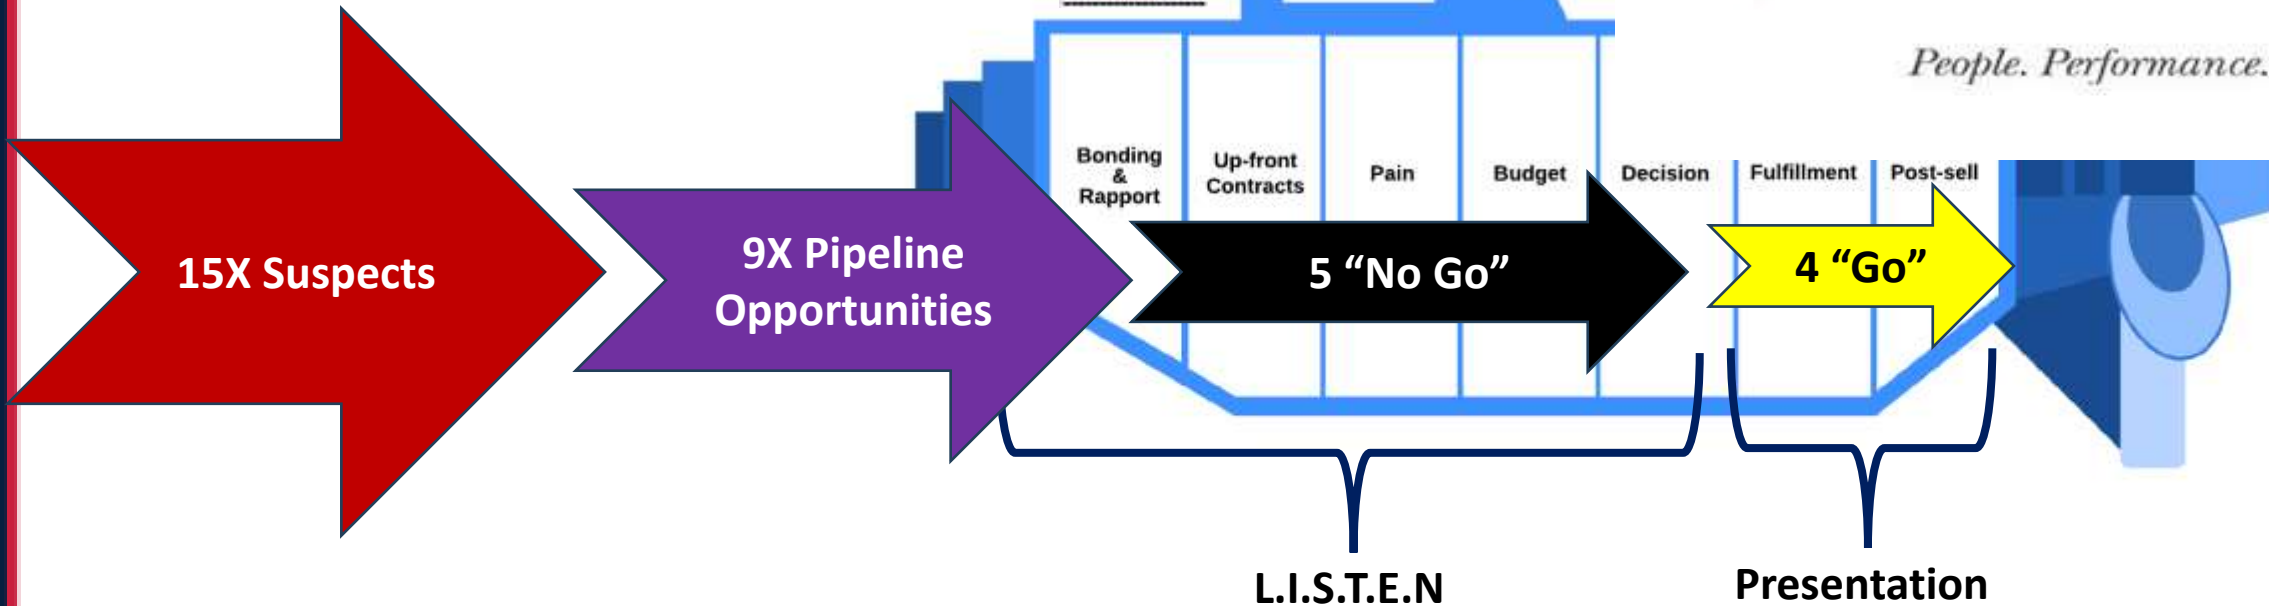 People. Performance.
Bonding
&
Rapport
Up-front
Contracts
Pain
Budget
Decision
Fulfillment
Post-sell
15X Suspects
9X Pipeline
Opportunities
5 “No Go”
4 “Go”
L.I.S.T.E.N
Presentation